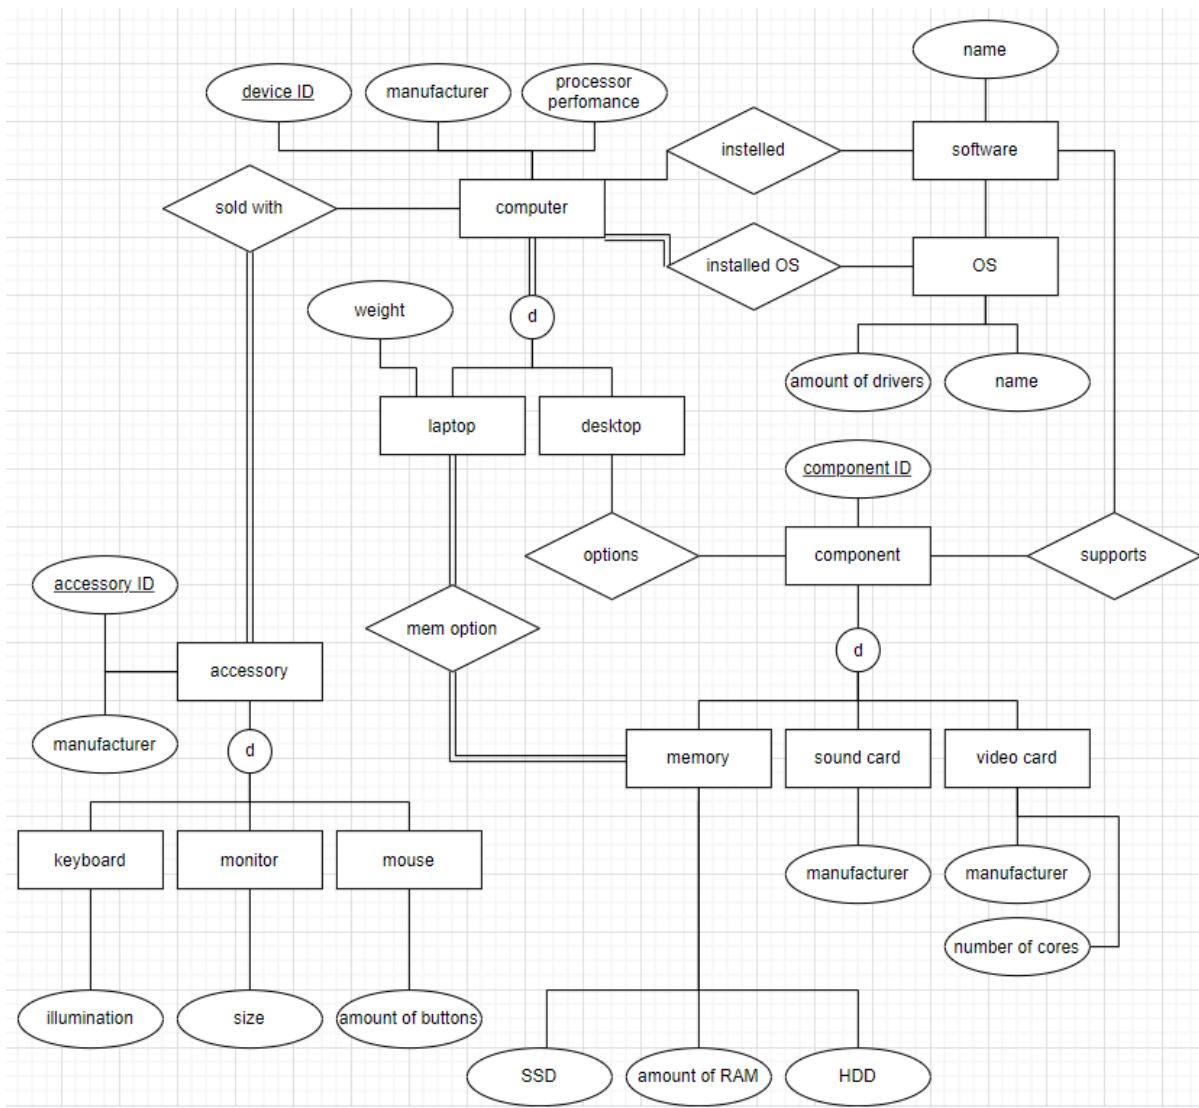 name
device ID
manufacturer
processor
perfomance
instelled
software
sold with
computer
installed OS
OS
weight
d
amount of drivers
name
laptop
desktop
component ID
options
component
supports
accessory ID
mem option
d
accessory
manufacturer
d
memory
sound card
video card
keyboard
monitor
mouse
manufacturer
manufacturer
number of cores
illumination
size
amount of buttons
SSD
amount of RAM
HDD